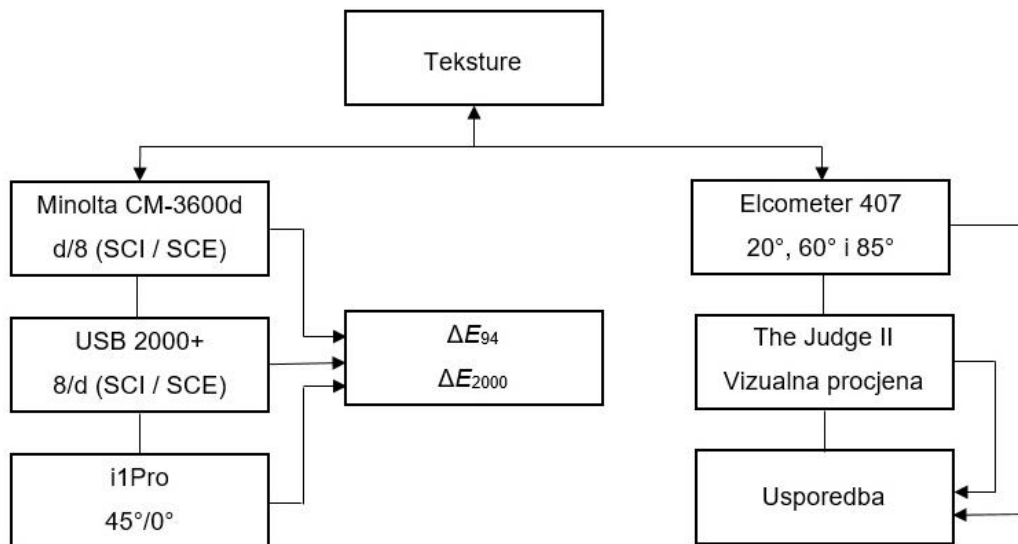 Teksture
Minolta CM-3600d
d/8 (SCI / SCE)
USB 2000+
8/d (SCI / SCE)
i1Pro
45°/0°
ΔE94
ΔE2000
Elcometer 407
20°, 60° i 85°
The Judge II
Vizualna procjena
Usporedba